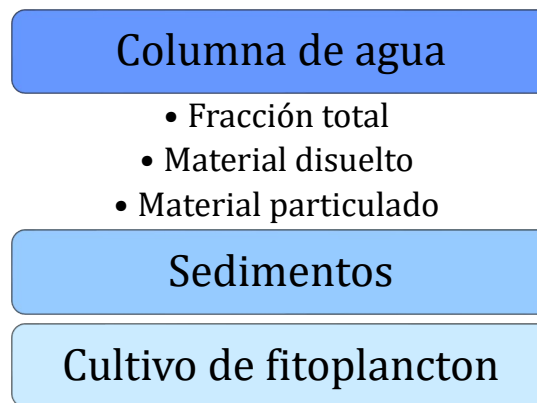 Columna de agua
• Fracción total
• Material disuelto
• Material particulado
Sedimentos
Cultivo de fitoplancton